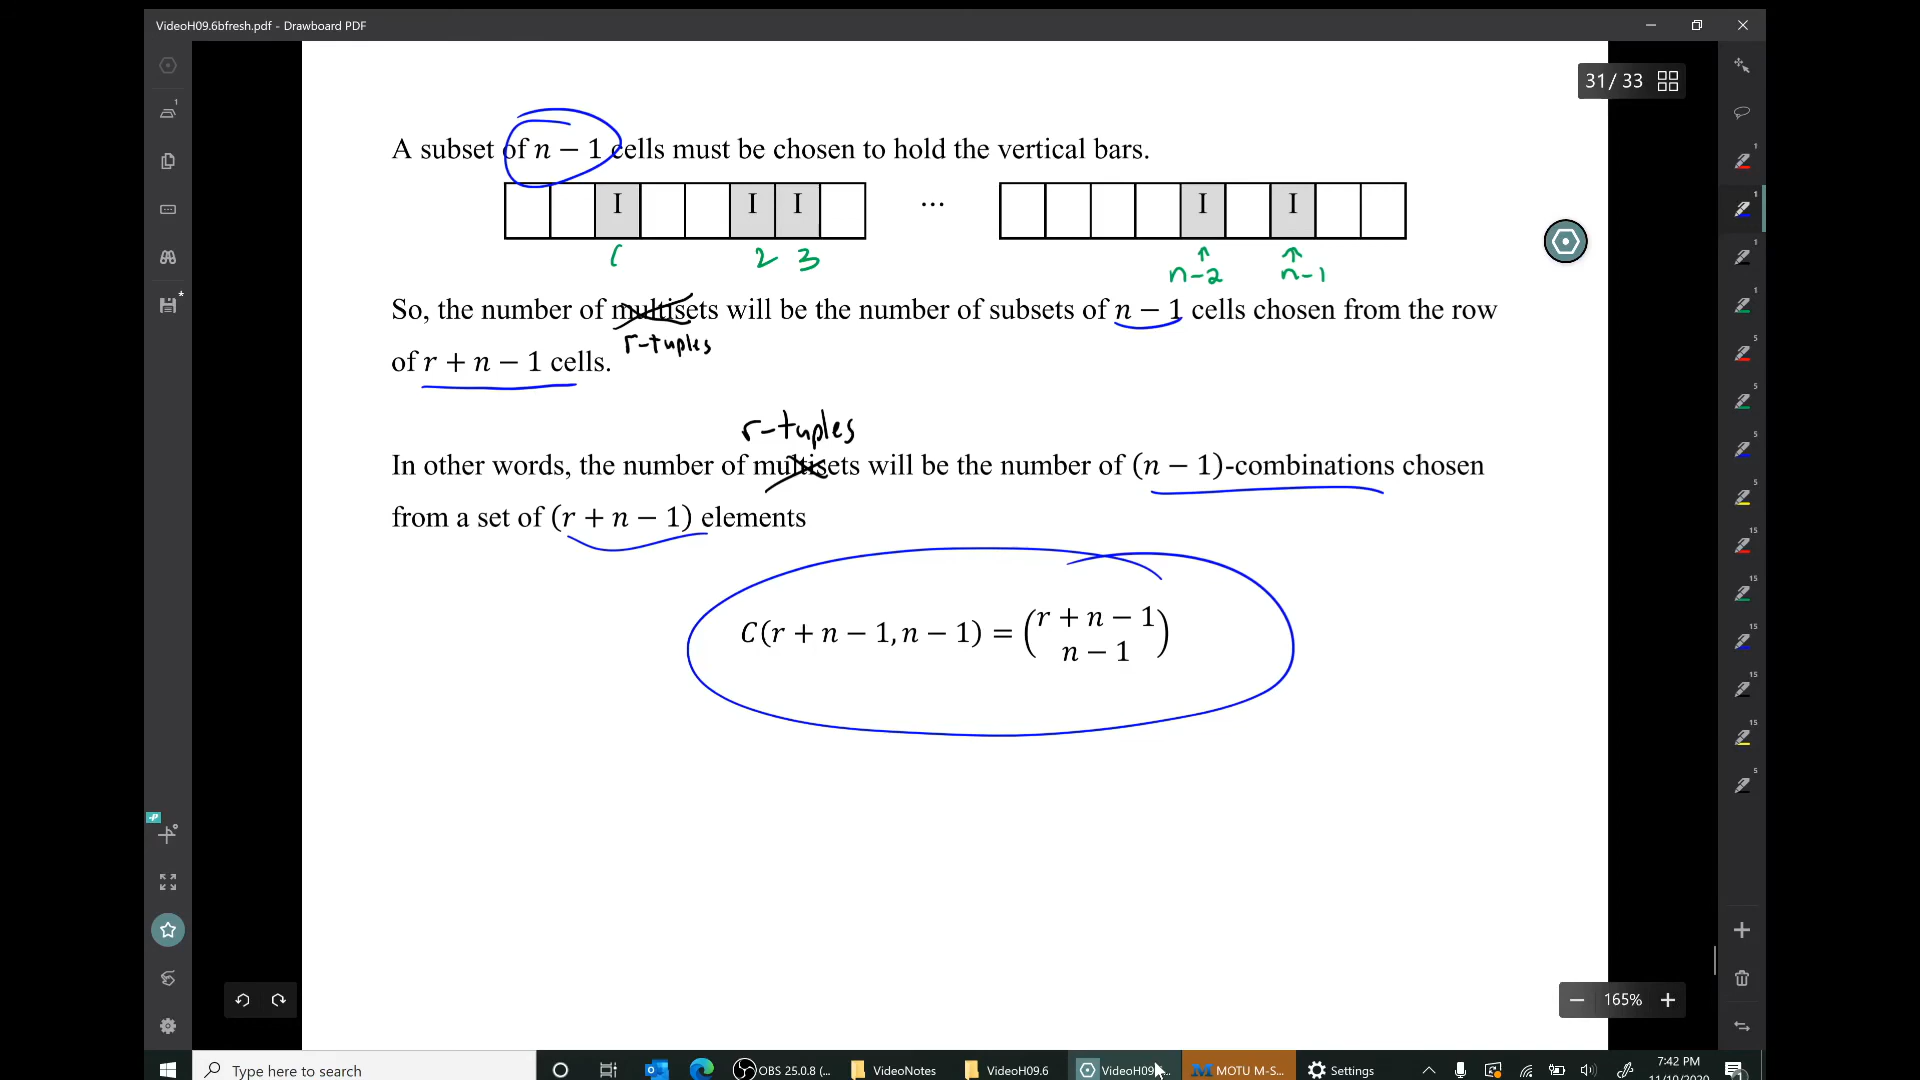 VideoH09.6bfresh.pdf - Drawboard PDF
31/ 33
A subset of n − 1 cells must be chosen to hold the vertical bars.
I I I ... I I
1 2 3 n-2 n-1
So, the number of multisets will be the number of subsets of n − 1 cells chosen from the row
r-tuples
of r + n − 1 cells.
r-tuples
In other words, the number of multisets will be the number of (n − 1)-combinations chosen
from a set of (r + n − 1) elements
C(r + n − 1, n − 1) = (r + n − 1
n − 1)
165%
Type here to search
OBS 25.0.8 (...
VideoNotes
VideoH09.6
VideoH09...
MOTU M-S...
Settings
7:42 PM
11/10/2020